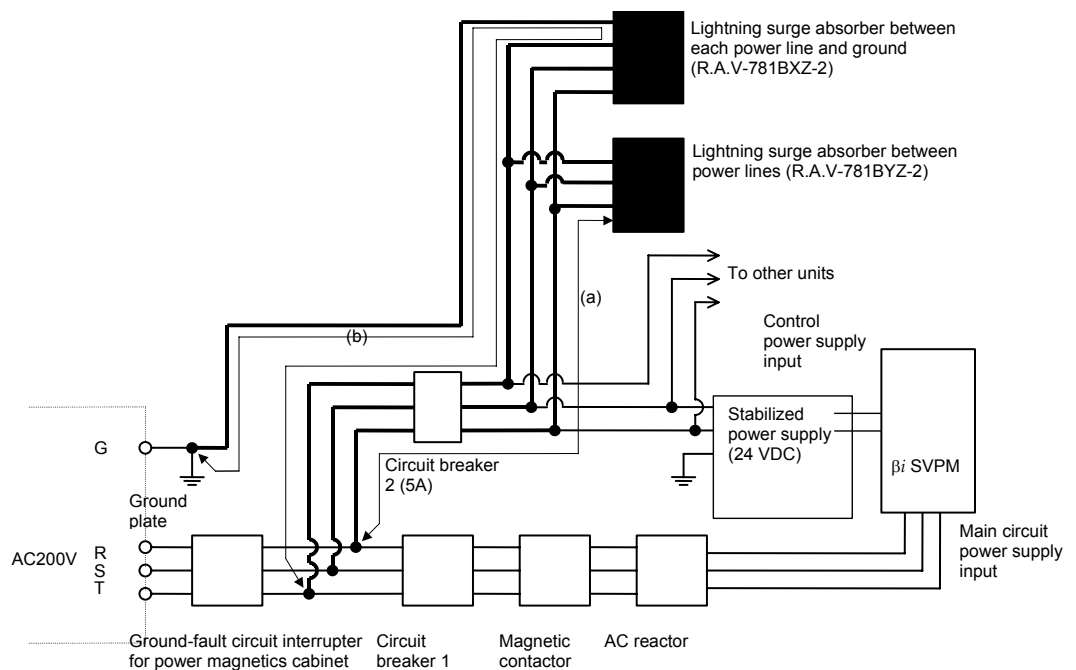 Lightning surge absorber between
each power line and ground
(R.A.V-781BXZ-2)
Lightning surge absorber between
power lines (R.A.V-781BYZ-2)
To other units
(a)
(b)
Control
power supply
input
Stabilized
power supply
(24 VDC)
βi SVPM
G
Circuit breaker
2 (5A)
Ground
plate
Main circuit
power supply
input
AC200V
R
S
T
Ground-fault circuit interrupter
for power magnetics cabinet
Circuit
breaker 1
Magnetic
contactor
AC reactor